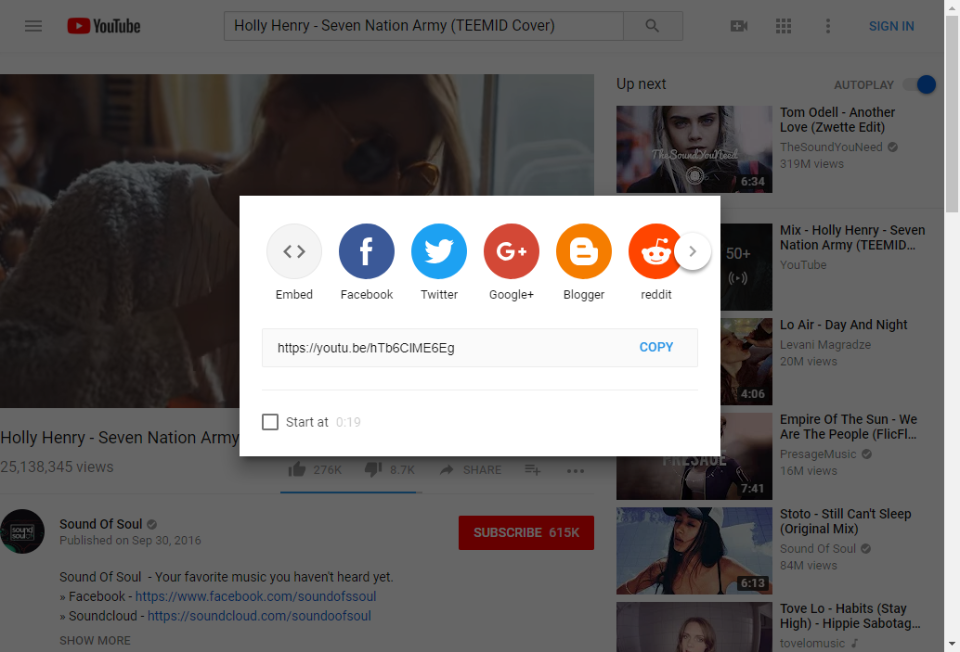 YouTube
Holly Henry - Seven Nation Army (TEEMID Cover)
SIGN IN
Up next
AUTOPLAY
TheSoundYouNeed
6:34
Tom Odell - Another
Love (Zwette Edit)
TheSoundYouNeed
319M views
50+
Mix - Holly Henry - Seven
Nation Army (TEEMID...
YouTube
4:06
Lo Air - Day And Night
Levani Magradze
20M views
PRESAGE
7:41
Empire Of The Sun - We
Are The People (FlicFl...
PresageMusic
16M views
6:13
Stoto - Still Can't Sleep
(Original Mix)
Sound Of Soul
84M views
Tove Lo - Habits (Stay
High) - Hippie Sabotag...
tovelomusic
Embed
Facebook
Twitter
Google+
Blogger
reddit
https://youtu.be/hTb6CIME6Eg
COPY
Start at 0:19
Holly Henry - Seven Nation Army
25,138,345 views
276K
8.7K
SHARE
sound
soul
Sound Of Soul
Published on Sep 30, 2016
SUBSCRIBE 615K
Sound Of Soul - Your favorite music you haven't heard yet.
» Facebook - https://www.facebook.com/soundofssoul
» Soundcloud - https://soundcloud.com/soundoofsoul
SHOW MORE